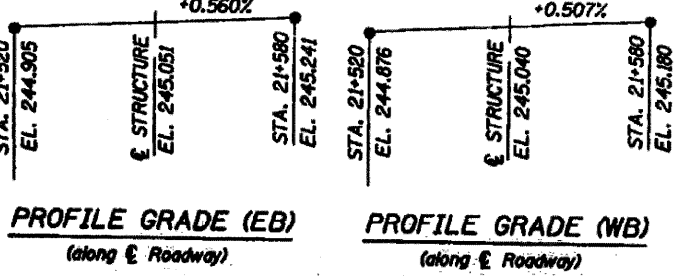 +0.560%
STA. 21+520
EL. 244.905
℄ STRUCTURE
EL. 245.051
STA. 21+580
EL. 245.241
PROFILE GRADE (EB)
(along ℄ Roadway)
+0.507%
STA. 21+520
EL. 244.876
℄ STRUCTURE
EL. 245.040
STA. 21+580
EL. 245.180
PROFILE GRADE (WB)
(along ℄ Roadway)